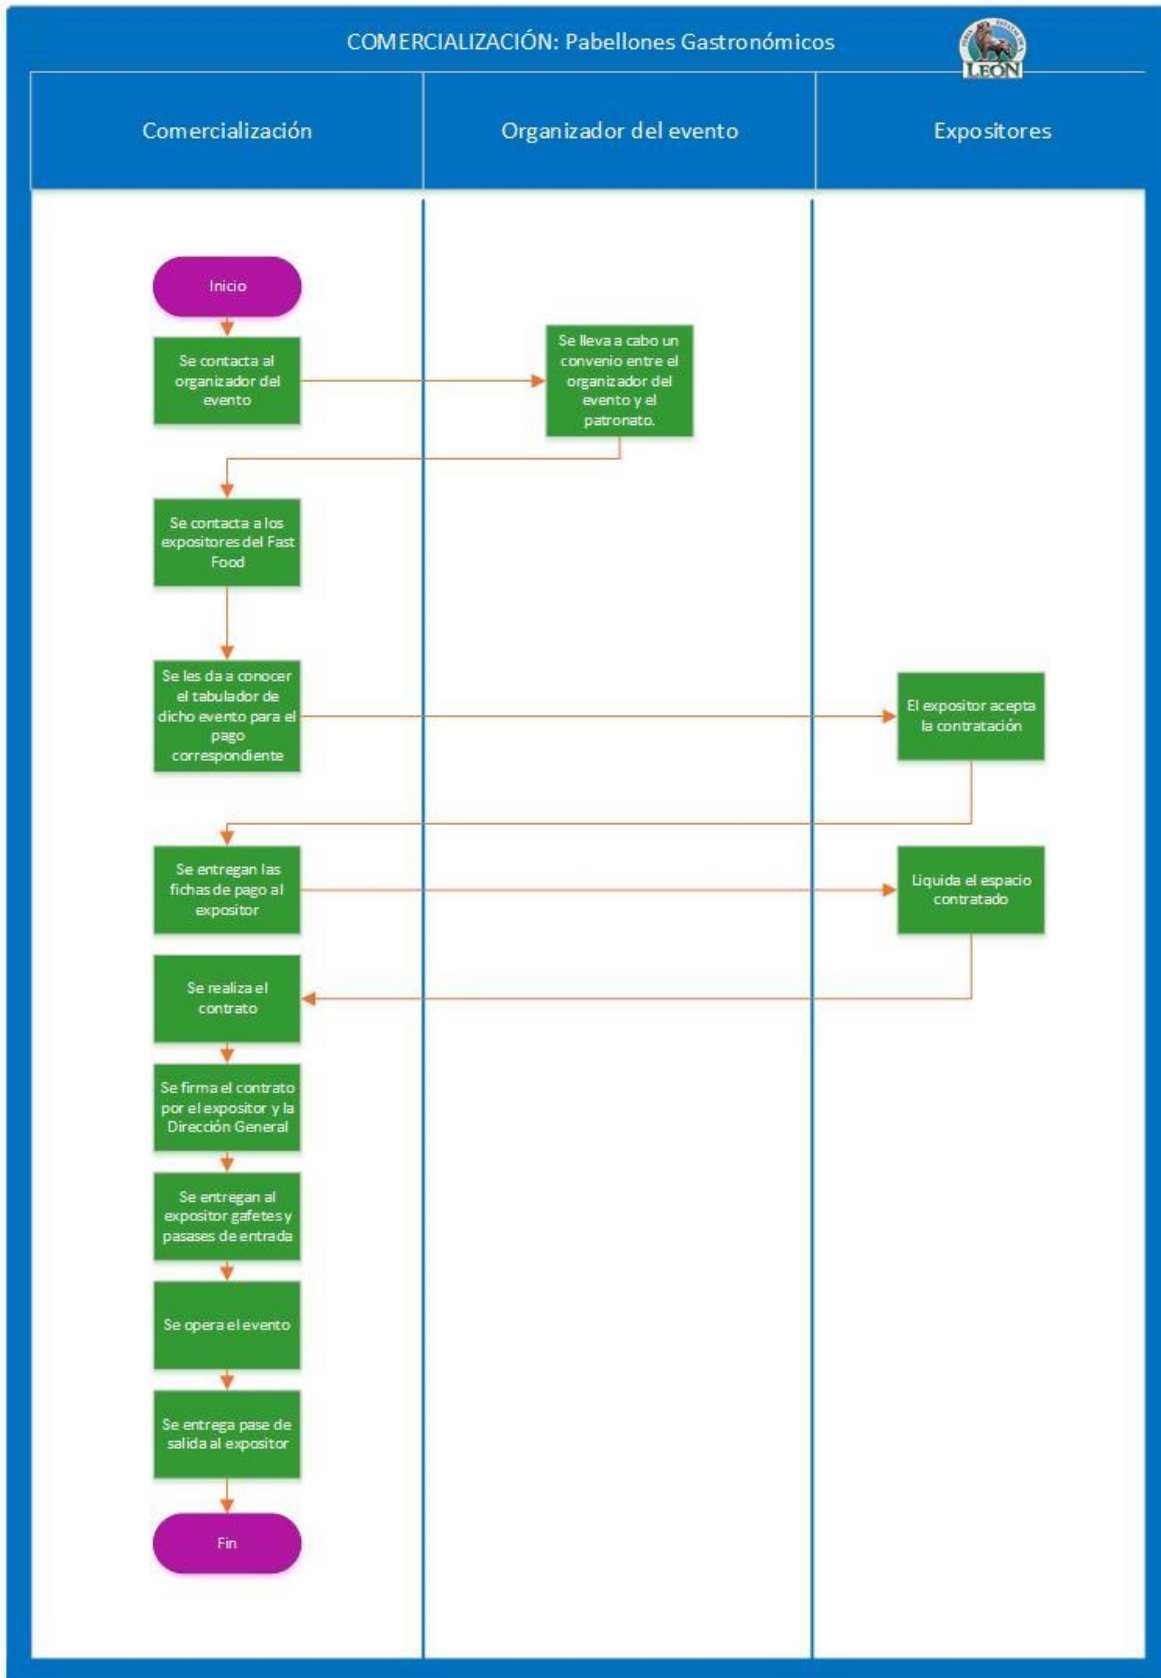 COMERCIALIZACIÓN: Pabellones Gastronómicos
LEÓN
Comercialización
Organizador del evento
Expositores
Inicio
Se contacta al
organizador del
evento
Se lleva a cabo un
convenio entre el
organizador del
evento y el
patronato.
Se contacta a los
expositores del Fast
Food
Se les da a conocer
el tabulador de
dicho evento para el
pago
correspondiente
El expositor acepta
la contratación
Se entregan las
fichas de pago al
expositor
Liquida el espacio
contratado
Se realiza el
contrato
Se firma el contrato
por el expositor y la
Dirección General
Se entregan al
expositor gafetes y
pasases de entrada
Se opera el evento
Se entrega pase de
salida al expositor
Fin